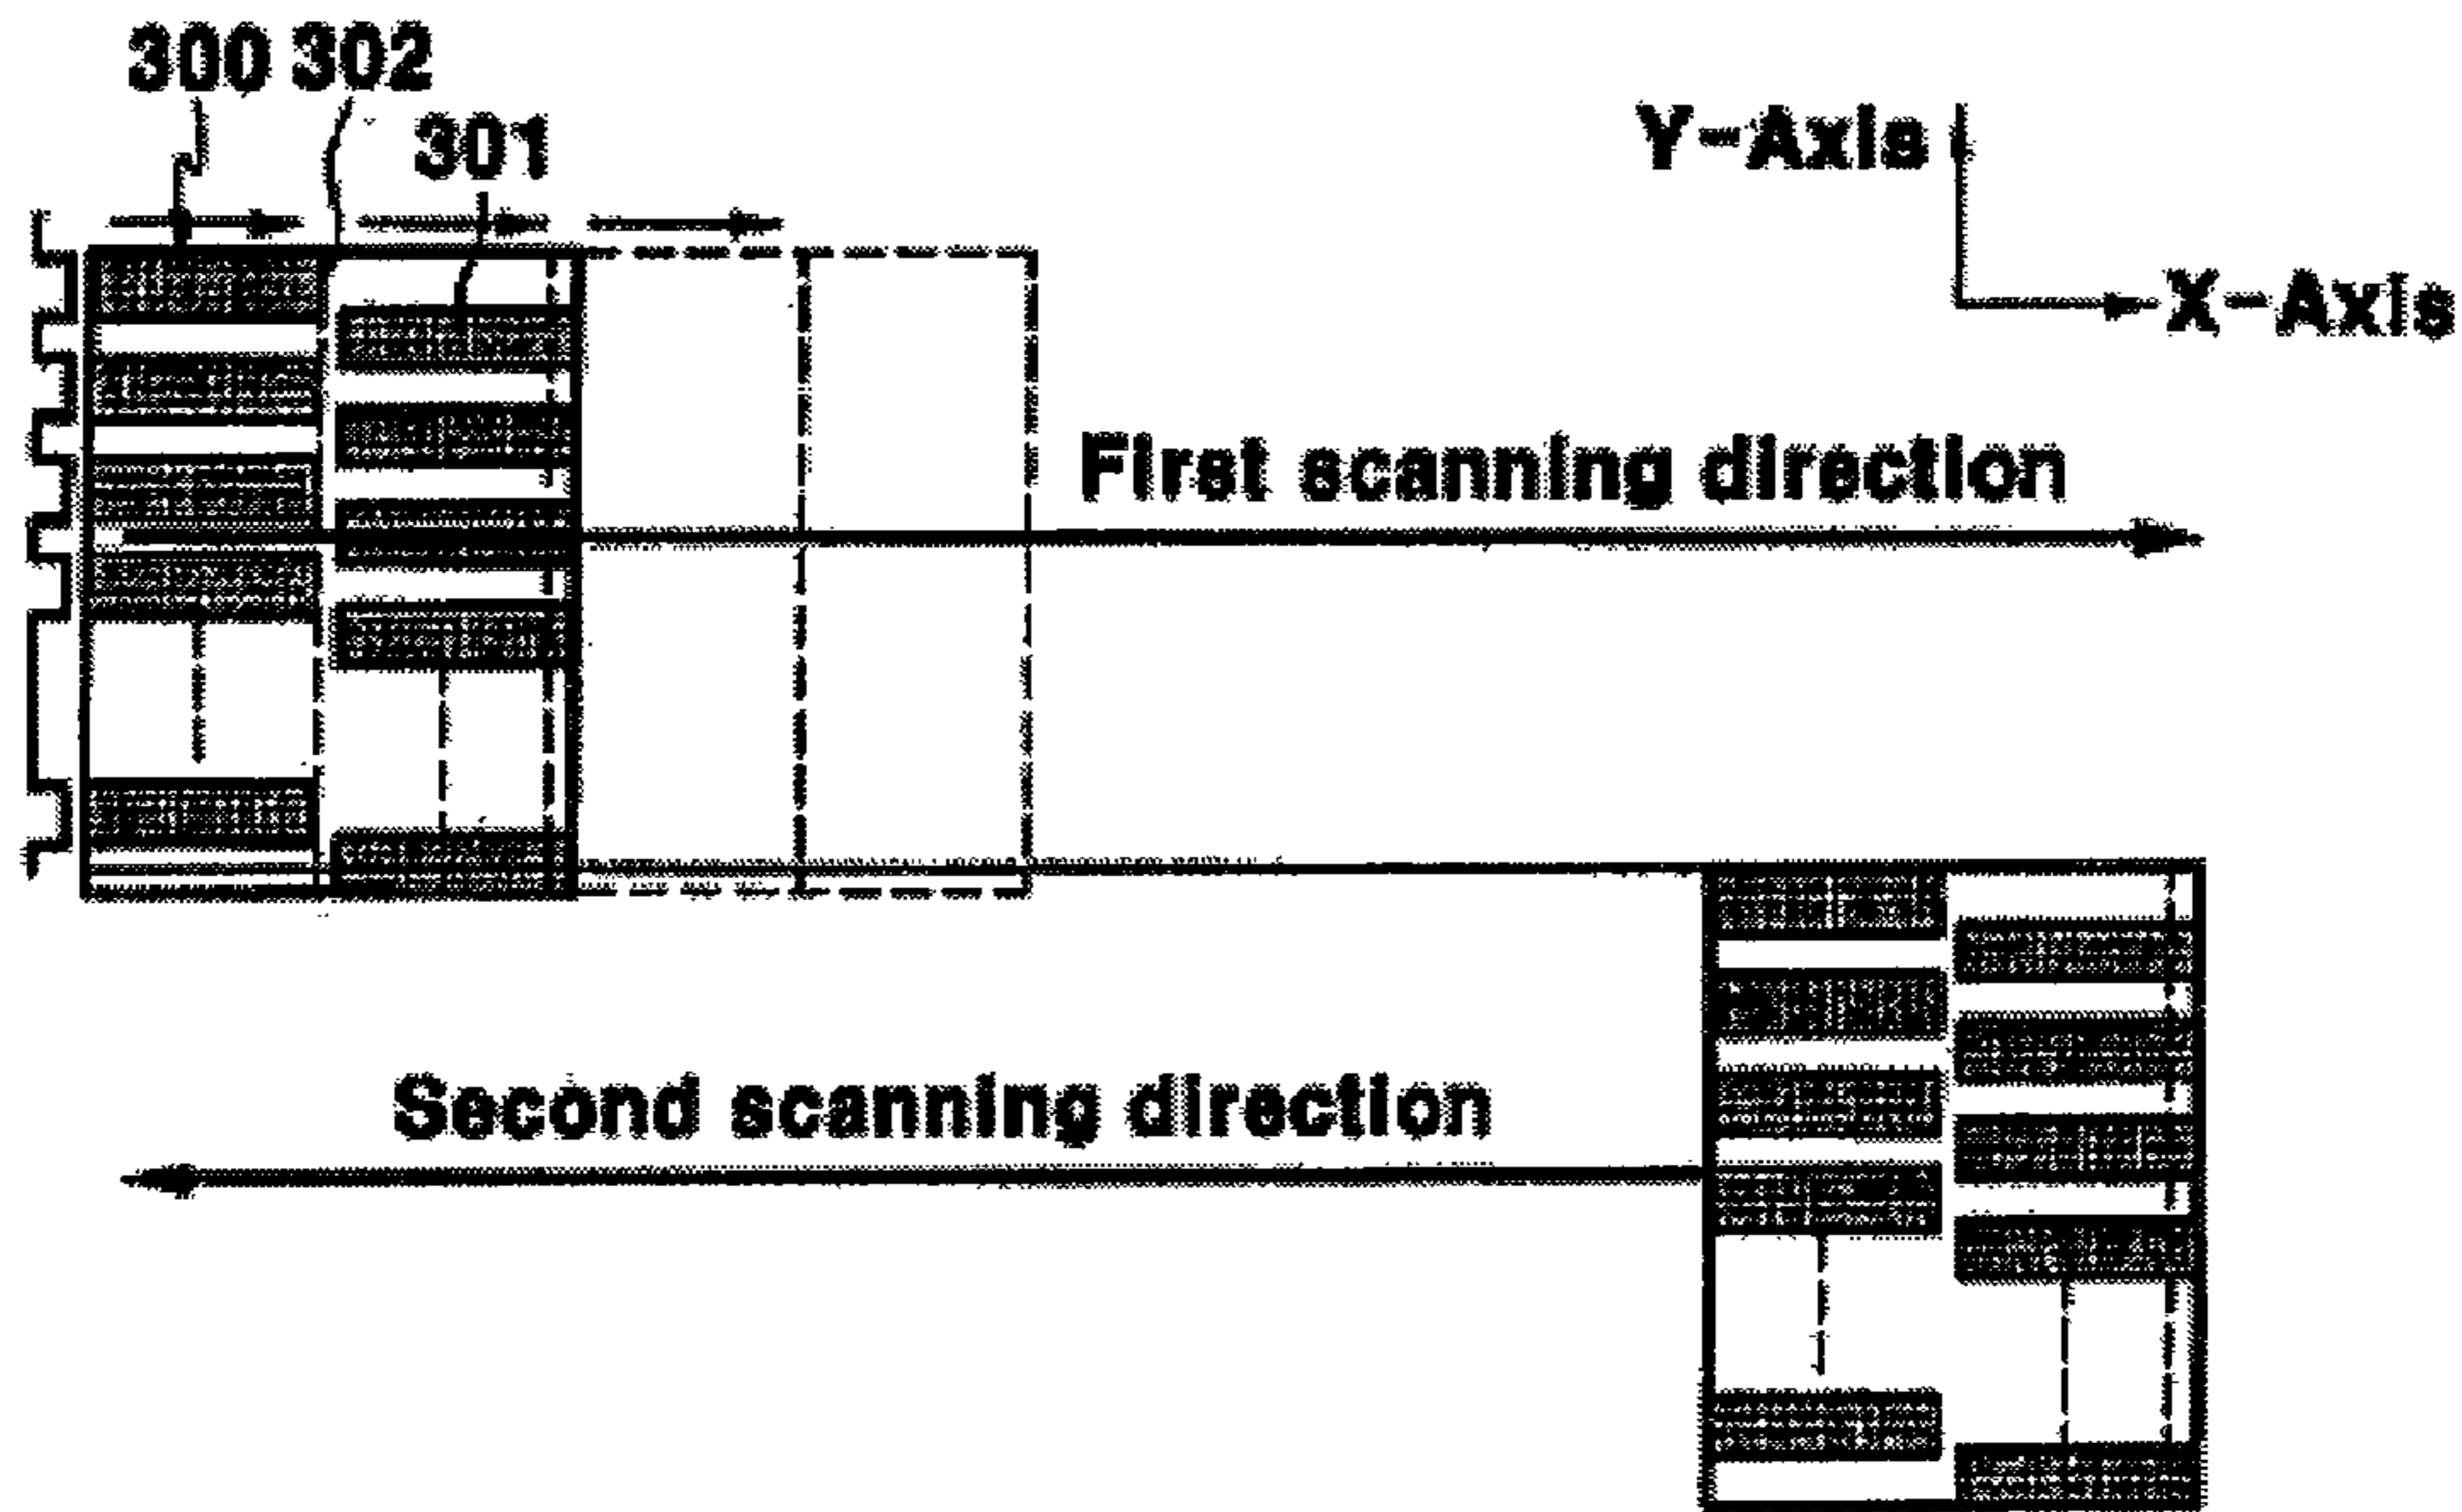 300 302
301
Y-Axis
X-Axis
First scanning direction
Second scanning direction